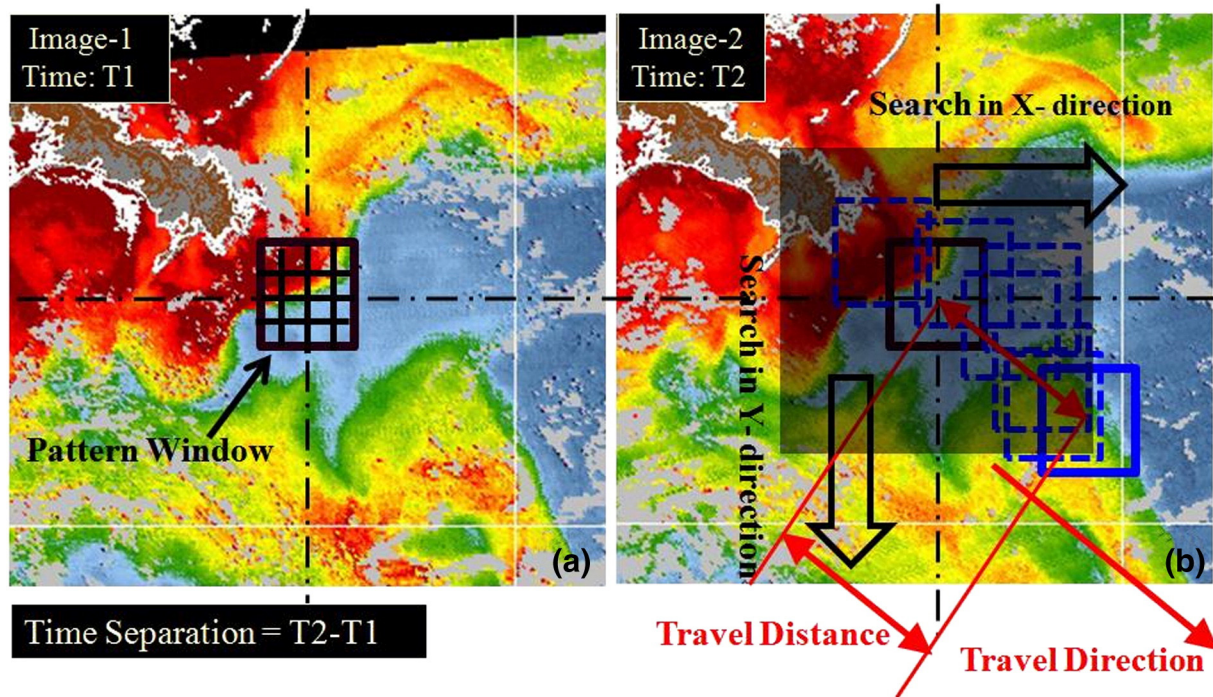 Image-1
Time: T1
Pattern Window
(a)
Time Separation = T2-T1
Image-2
Time: T2
Search in X- direction
Search in Y- direction
(b)
Travel Distance
Travel Direction